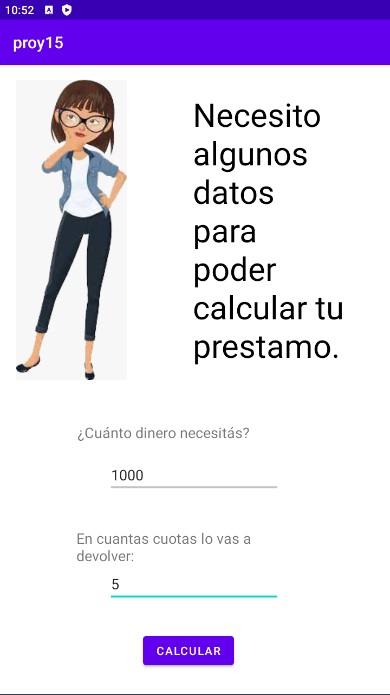 10:52
proy15
Necesito
algunos
datos
para
poder
calcular tu
prestamo.
¿Cuánto dinero necesitás?
1000
En cuantas cuotas lo vas a
devolver:
5
CALCULAR